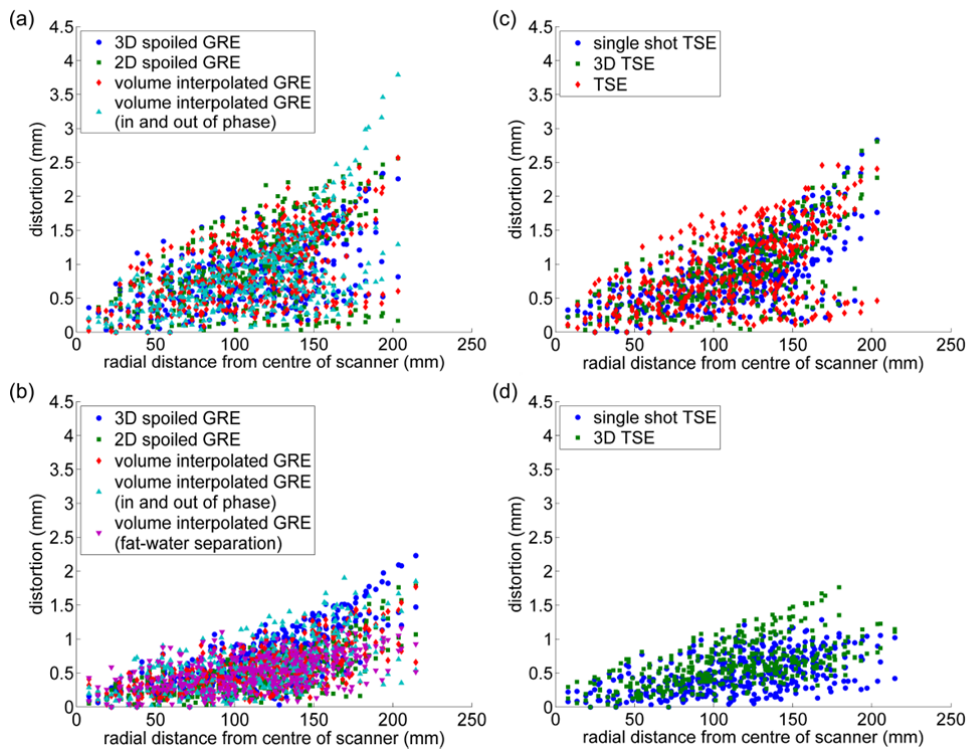 (a)
4.5
4
3.5
3
2.5
2
1.5
1
0.5
0
distortion (mm)
3D spoiled GRE
2D spoiled GRE
volume interpolated GRE
volume interpolated GRE
(in and out of phase)
0 50 100 150 200 250
radial distance from centre of scanner (mm)
(c)
4.5
4
3.5
3
2.5
2
1.5
1
0.5
0
distortion (mm)
single shot TSE
3D TSE
TSE
0 50 100 150 200 250
radial distance from centre of scanner (mm)
(b)
4.5
4
3.5
3
2.5
2
1.5
1
0.5
0
distortion (mm)
3D spoiled GRE
2D spoiled GRE
volume interpolated GRE
volume interpolated GRE
(in and out of phase)
volume interpolated GRE
(fat-water separation)
0 50 100 150 200 250
radial distance from centre of scanner (mm)
(d)
4.5
4
3.5
3
2.5
2
1.5
1
0.5
0
distortion (mm)
single shot TSE
3D TSE
0 50 100 150 200 250
radial distance from centre of scanner (mm)